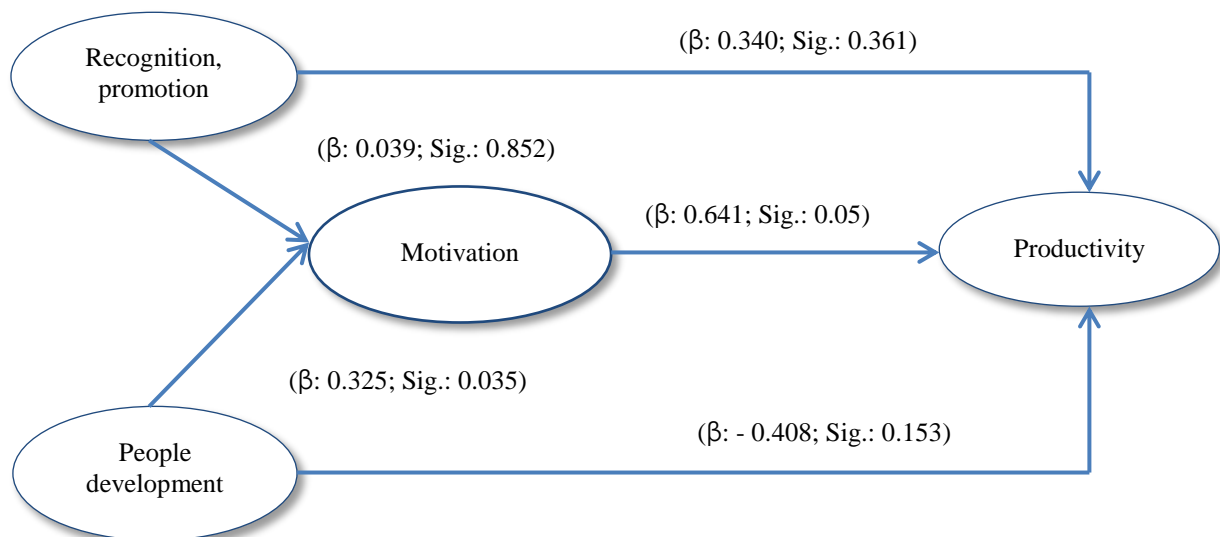 (β: 0.340; Sig.: 0.361)
Recognition,
promotion
(β: 0.039; Sig.: 0.852)
(β: 0.641; Sig.: 0.05)
Motivation
Productivity
(β: 0.325; Sig.: 0.035)
(β: - 0.408; Sig.: 0.153)
People
development